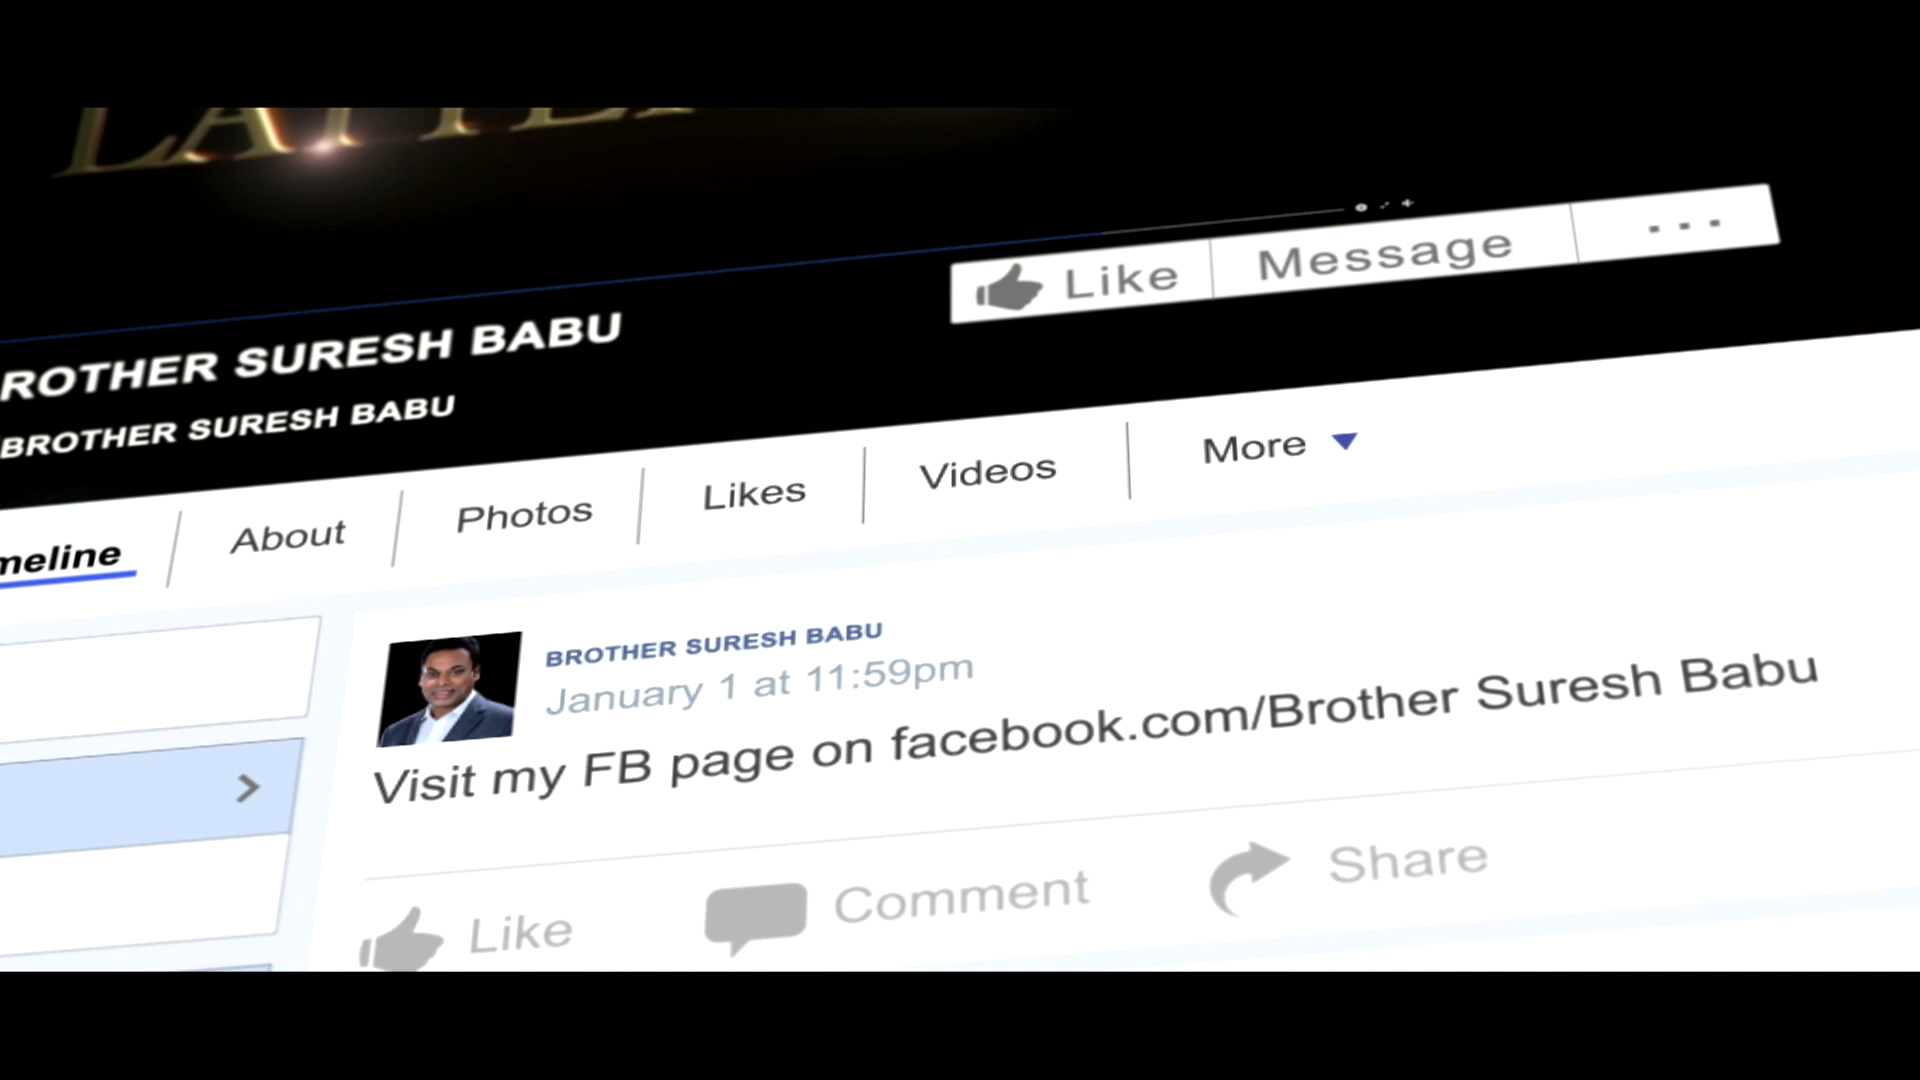 ROTHER SURESH BABU
BROTHER SURESH BABU
Like
Message
...
meline
About
Photos
Likes
Videos
More
BROTHER SURESH BABU
January 1 at 11:59pm
Visit my FB page on facebook.com/Brother Suresh Babu
Like
Comment
Share